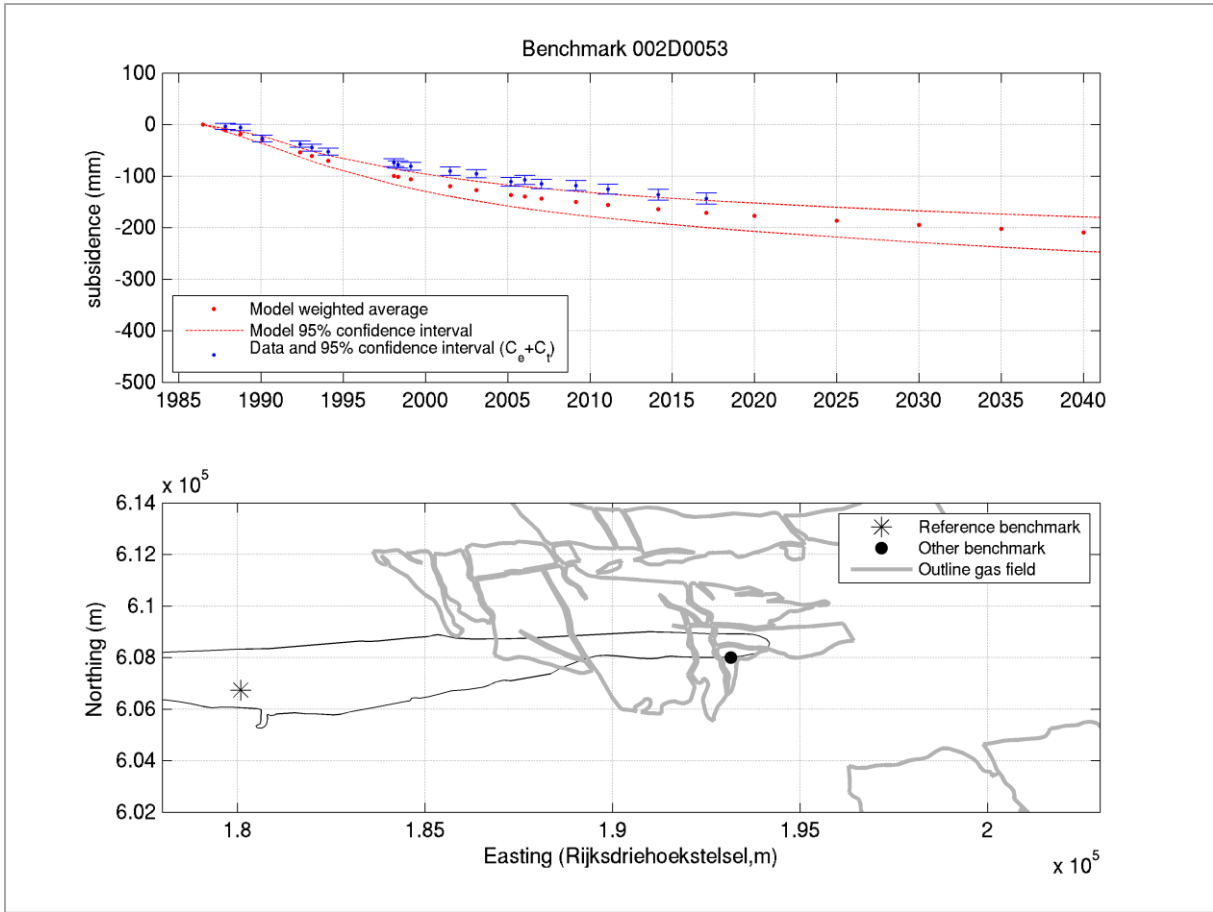 Benchmark 002D0053
100
0
-100
-200
-300
-400
-500
subsidence (mm)
Model weighted average
Model 95% confidence interval
Data and 95% confidence interval (C_e+C_t)
1985 1990 1995 2000 2005 2010 2015 2020 2025 2030 2035 2040
x 10^5
6.14
6.12
6.1
6.08
6.06
6.04
6.02
Northing (m)
Reference benchmark
Other benchmark
Outline gas field
1.8 1.85 1.9 1.95 2
Easting (Rijksdriehoekstelsel,m)
x 10^5